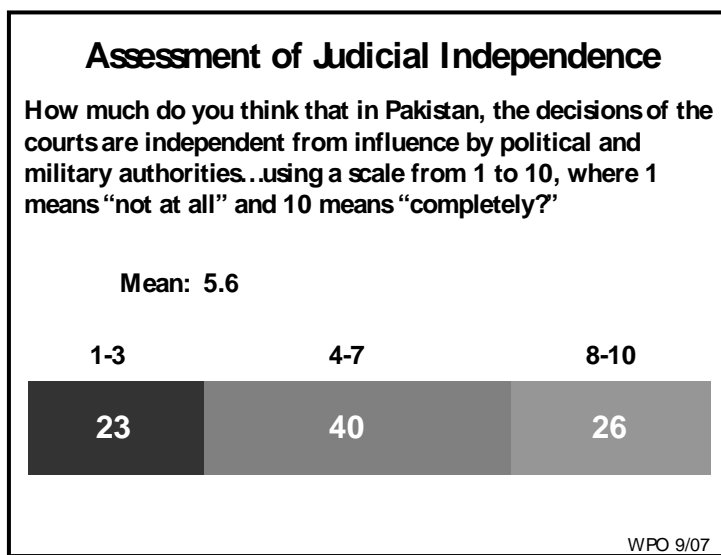 Assessment of Judicial Independence
How much do you think that in Pakistan, the decisions of the
courts are independent from influence by political and
military authorities…using a scale from 1 to 10, where 1
means “not at all” and 10 means “completely?”
Mean: 5.6
1-3 4-7 8-10
23 40 26
WPO 9/07